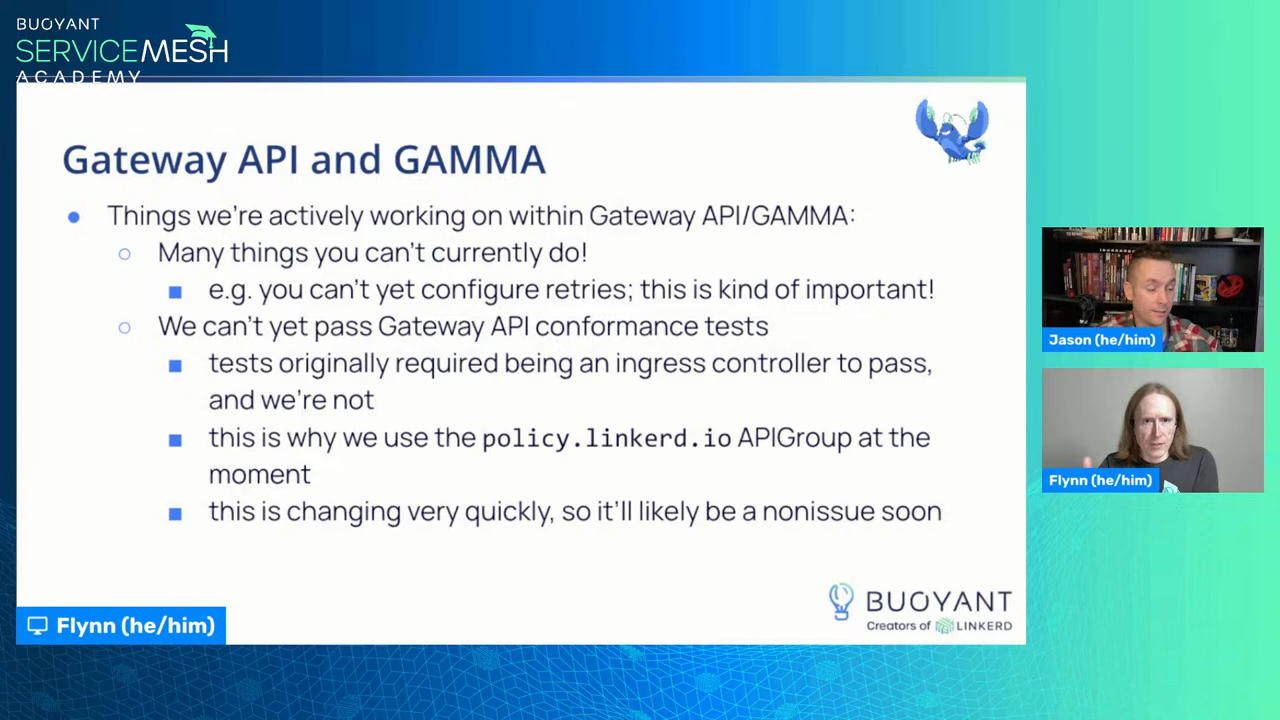 BUOYANT
SERVICEMESH
ACADEMY
Gateway API and GAMMA
Things we're actively working on within Gateway API/GAMMA:
Many things you can't currently do!
e.g. you can't yet configure retries; this is kind of important!
We can't yet pass Gateway API conformance tests
tests originally required being an ingress controller to pass,
and we're not
this is why we use the policy.linkerd.io APIGroup at the
moment
this is changing very quickly, so it'll likely be a nonissue soon
BUOYANT
Creators of LINKERD
Flynn (he/him)
Jason (he/him)
Flynn (he/him)